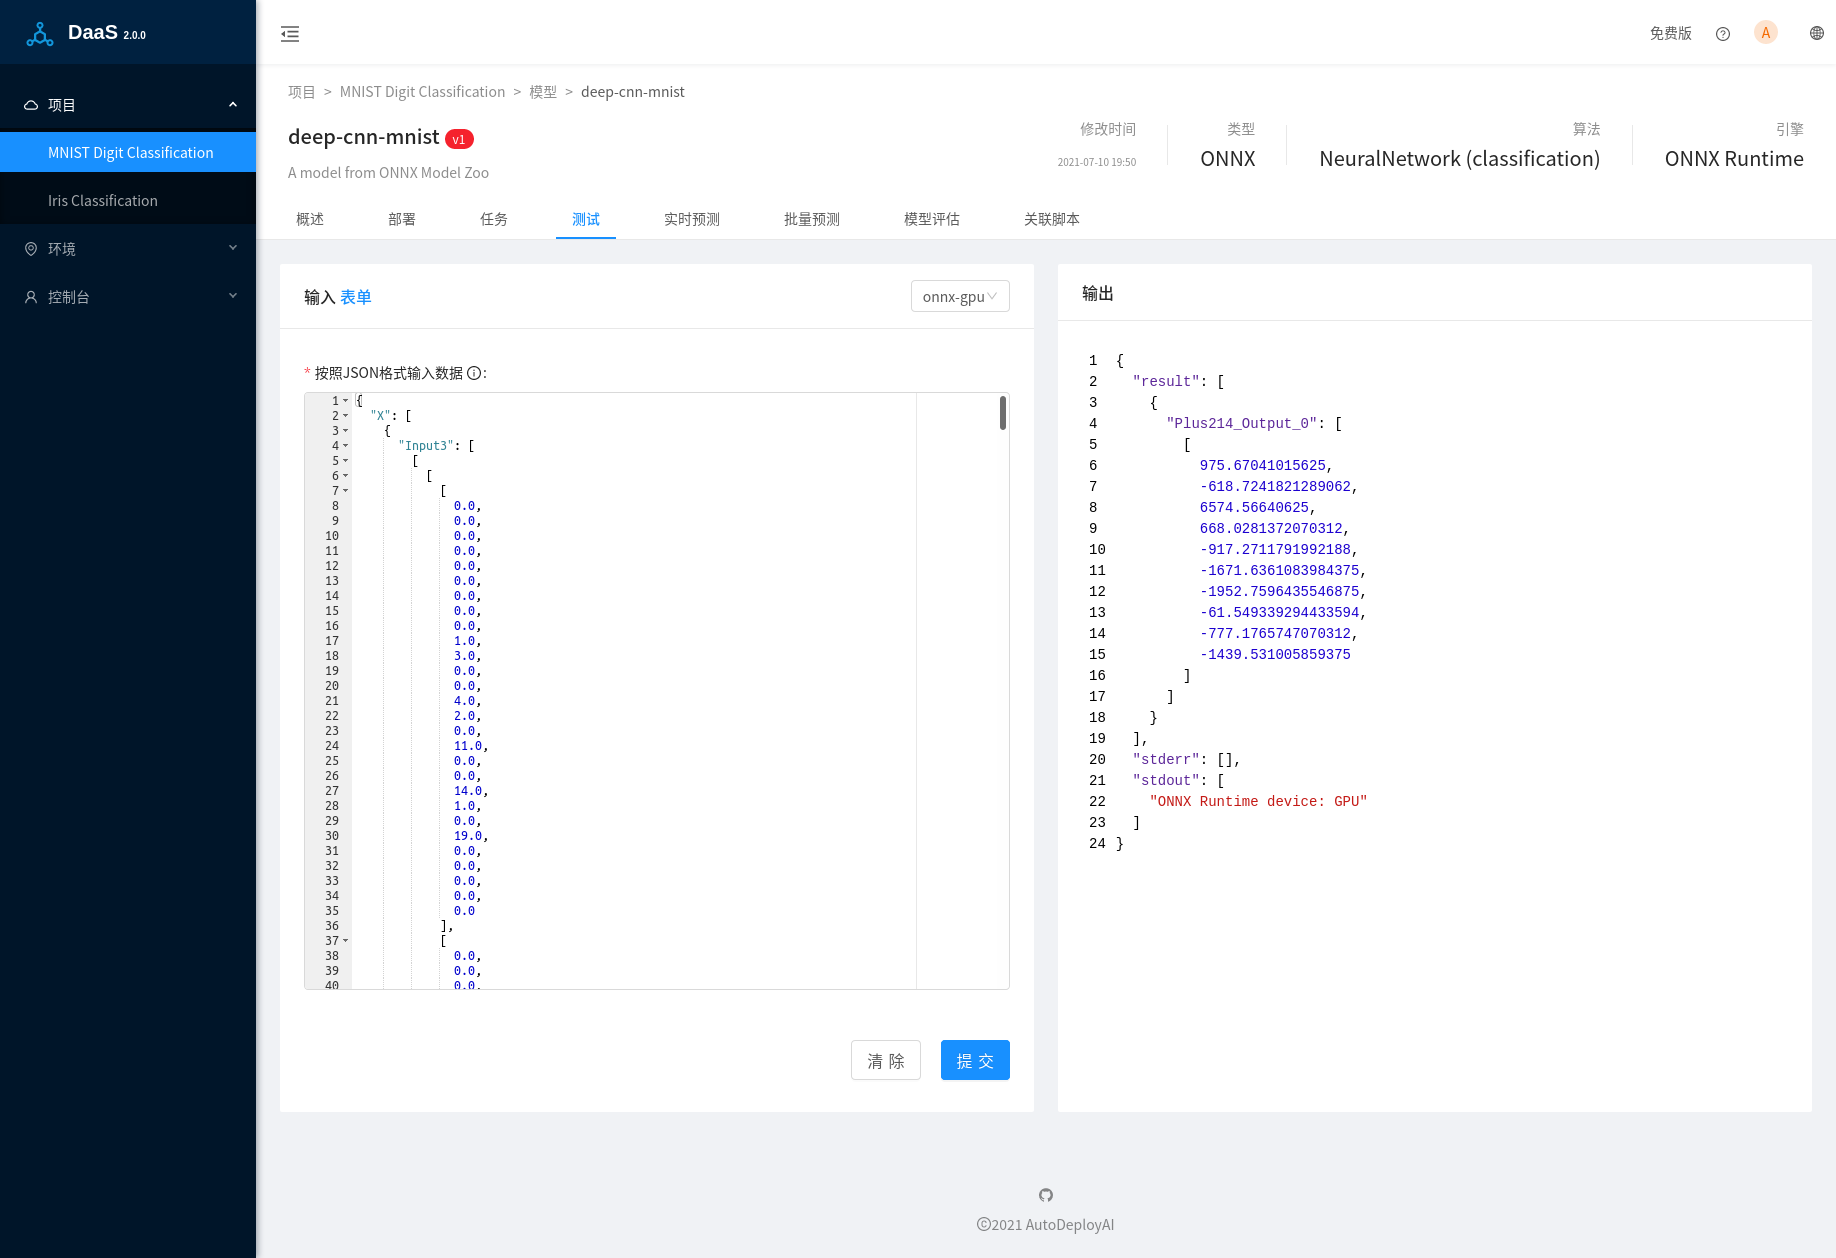 DaaS 2.0.0
项目
MNIST Digit Classification
Iris Classification
环境
控制台
免费版
A
项目 > MNIST Digit Classification > 模型 > deep-cnn-mnist
deep-cnn-mnist v1
A model from ONNX Model Zoo
修改时间
2021-07-10 19:50
类型
ONNX
算法
NeuralNetwork (classification)
引擎
ONNX Runtime
概述 部署 任务 测试 实时预测 批量预测 模型评估 关联脚本
输入 表单
onnx-gpu
* 按照JSON格式输入数据 :
1 {
2 "X": [
3 {
4 "Input3": [
5 [
6 [
7 [
8 0.0,
9 0.0,
10 0.0,
11 0.0,
12 0.0,
13 0.0,
14 0.0,
15 0.0,
16 0.0,
17 1.0,
18 3.0,
19 0.0,
20 0.0,
21 4.0,
22 2.0,
23 0.0,
24 11.0,
25 0.0,
26 0.0,
27 14.0,
28 1.0,
29 0.0,
30 19.0,
31 0.0,
32 0.0,
33 0.0,
34 0.0,
35 0.0
36 ],
37 [
38 0.0,
39 0.0,
40 0.0,
清 除
提 交
输出
1 {
2 "result": [
3 {
4 "Plus214_Output_0": [
5 [
6 975.67041015625,
7 -618.7241821289062,
8 6574.56640625,
9 668.0281372070312,
10 -917.2711791992188,
11 -1671.6361083984375,
12 -1952.7596435546875,
13 -61.549339294433594,
14 -777.1765747070312,
15 -1439.531005859375
16 ]
17 ]
18 }
19 ],
20 "stderr": [],
21 "stdout": [
22 "ONNX Runtime device: GPU"
23 ]
24 }
©2021 AutoDeployAI